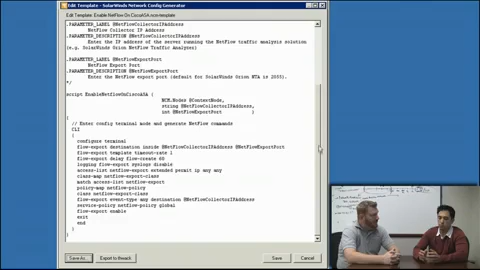 Edit Template - SolarWinds Network Config Generator
Edit Template: Enable NetFlow On CiscoASA.ncm-template
.PARAMETER_LABEL @NetFlowCollectorIPAddress
NetFlow Collector IP Address
.PARAMETER_DESCRIPTION @NetFlowCollectorIPAddress
Enter the IP address of the server running the NetFlow traffic analysis solution
(e.g. SolarWinds Orion NetFlow Traffic Analyzer)
.PARAMETER_LABEL @NetFlowExportPort
NetFlow Export Port
.PARAMETER_DESCRIPTION @NetFlowExportPort
Enter the NetFlow export port (default for SolarWinds Orion NTA is 2055).
*/
script EnableNetflowOnCiscoASA (
NCM.Nodes @ContextNode,
string @NetFlowCollectorIPAddress,
int @NetFlowExportPort )
{
// Enter config terminal mode and generate NetFlow commands
CLI
{
configure terminal
flow-export destination inside @NetFlowCollectorIPAddress @NetFlowExportPort
flow-export template timeout-rate 1
flow-export delay flow-create 60
logging flow-export syslogs disable
access-list netflow-export extended permit ip any any
class-map netflow-export-class
match access-list netflow-export
policy-map netflow-policy
class netflow-export-class
flow-export event-type any destination @NetFlowCollectorIPAddress
service-policy netflow-policy global
flow-export enable
exit
end
}
}
Save As...
Export to thwack
Save
Cancel